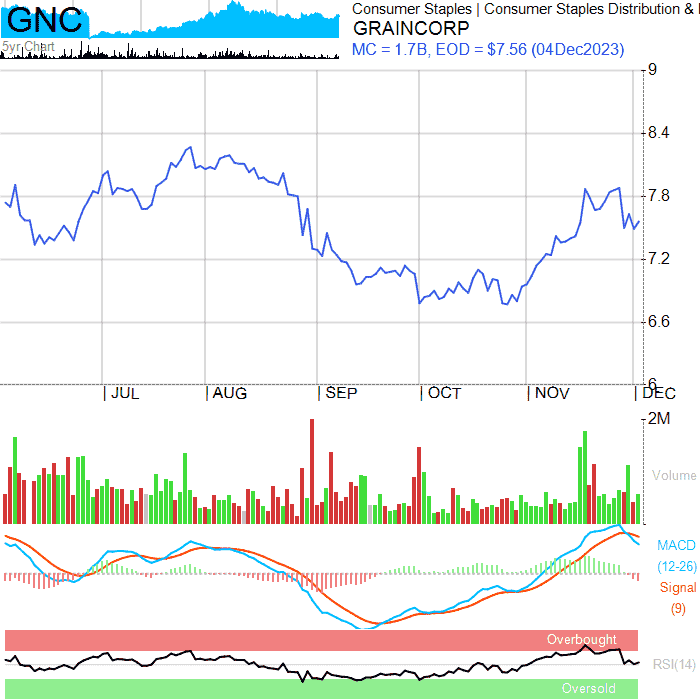 GNC
5yr Chart
Consumer Staples | Consumer Staples Distribution &
GRAINCORP
MC = 1.7B, EOD = $7.56 (04Dec2023)
9
8.4
7.8
7.2
6.6
6
| JUL | AUG | SEP | OCT | NOV | DEC
2M
Volume
MACD
(12-26)
Signal
(9)
Overbought
RSI(14)
Oversold